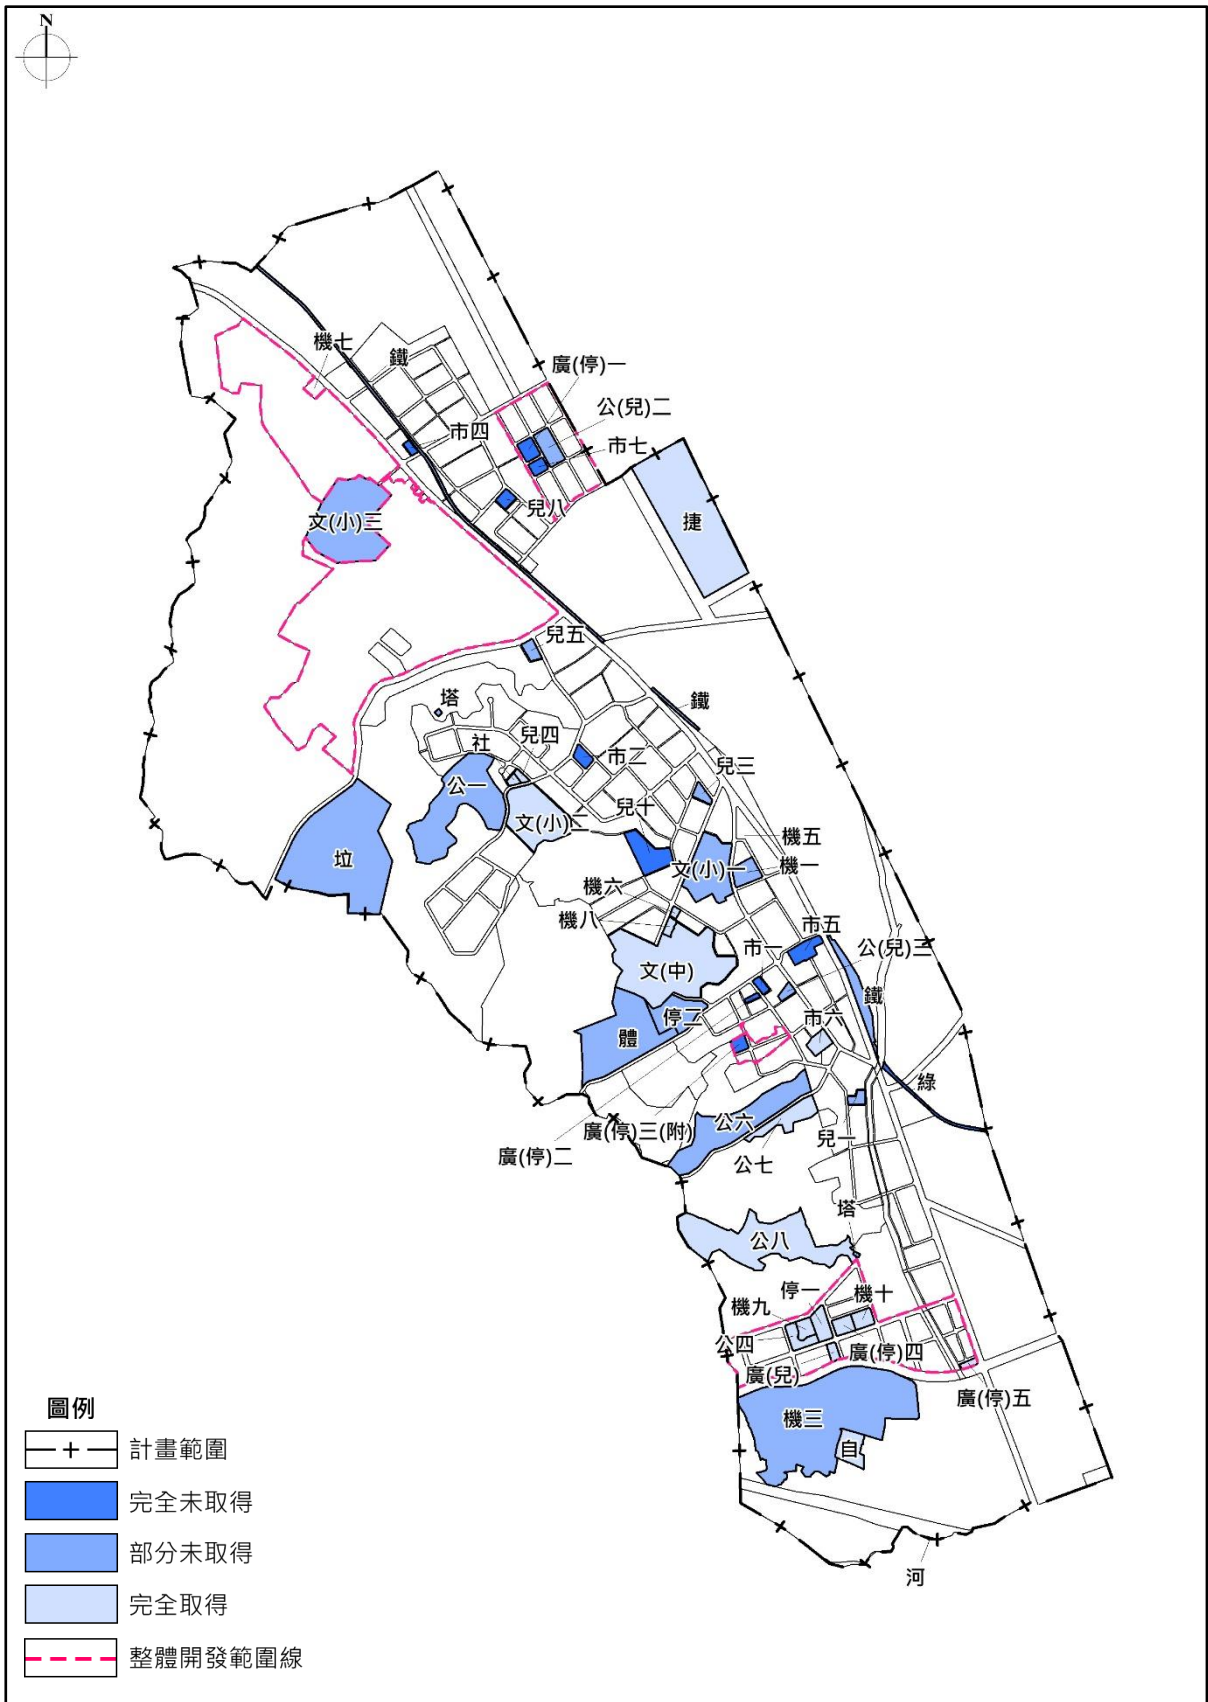 N
機七
鐵
廣(停)一
公(兒)二
市四
市七
兒八
文(小)三
捷
兒五
塔
鐵
社
兒四
市二
兒三
公一
兒十
文(小)二
機五
垃
文(小)一
機一
機六
機八
市五
市一
公(兒)三
文(中)
鐵
停二
市六
體
綠
公六
廣(停)三(附)
兒一
廣(停)二
公七
塔
公八
停一
機十
機九
公四
廣(停)四
廣(兒)
廣(停)五
機三
自
河
圖例
計畫範圍
完全未取得
部分未取得
完全取得
整體開發範圍線